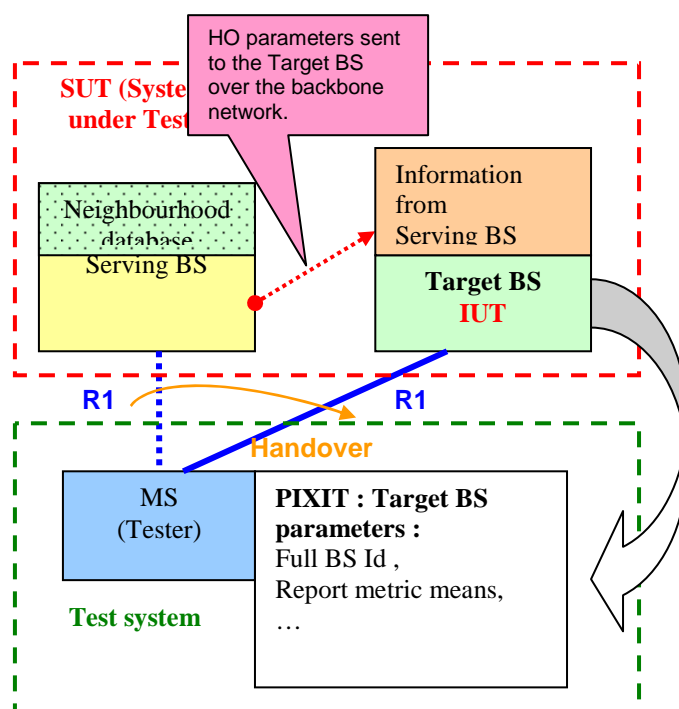 HO parameters sent
to the Target BS
over the backbone
network.
SUT (Syste
under Test
Neighbourhood
database
Serving BS
Information
from
Serving BS
Target BS
IUT
R1
R1
Handover
MS
(Tester)
PIXIT : Target BS
parameters :
Full BS Id ,
Report metric means,
…
Test system